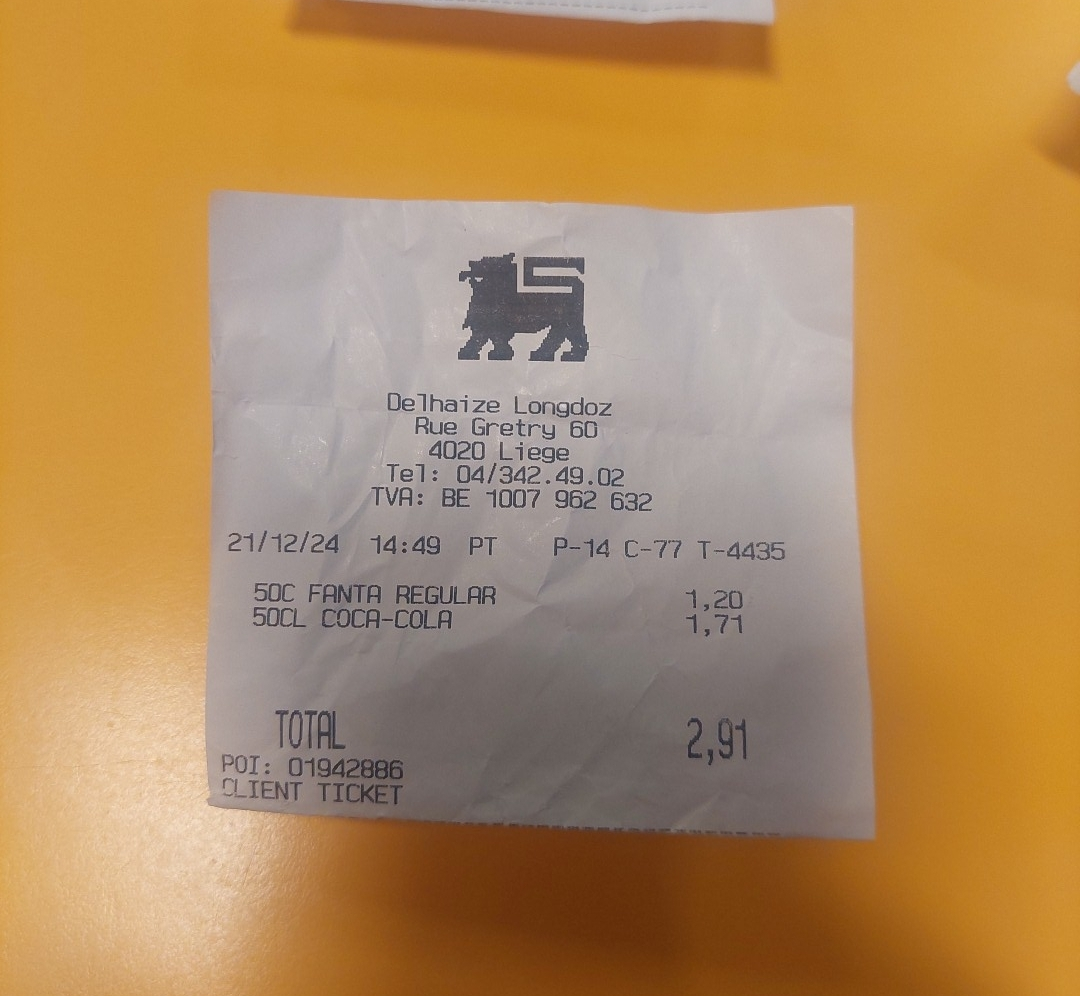 Delhaize Longdoz
Rue Gretry 60
4020 Liege
Tel: 04/342.49.02
TVA: BE 1007 962 632
21/12/24 14:49 PT P-14 C-77 T-4435
50C FANTA REGULAR 1,20
50CL COCA-COLA 1,71
TOTAL 2,91
POI: 01942886
CLIENT TICKET